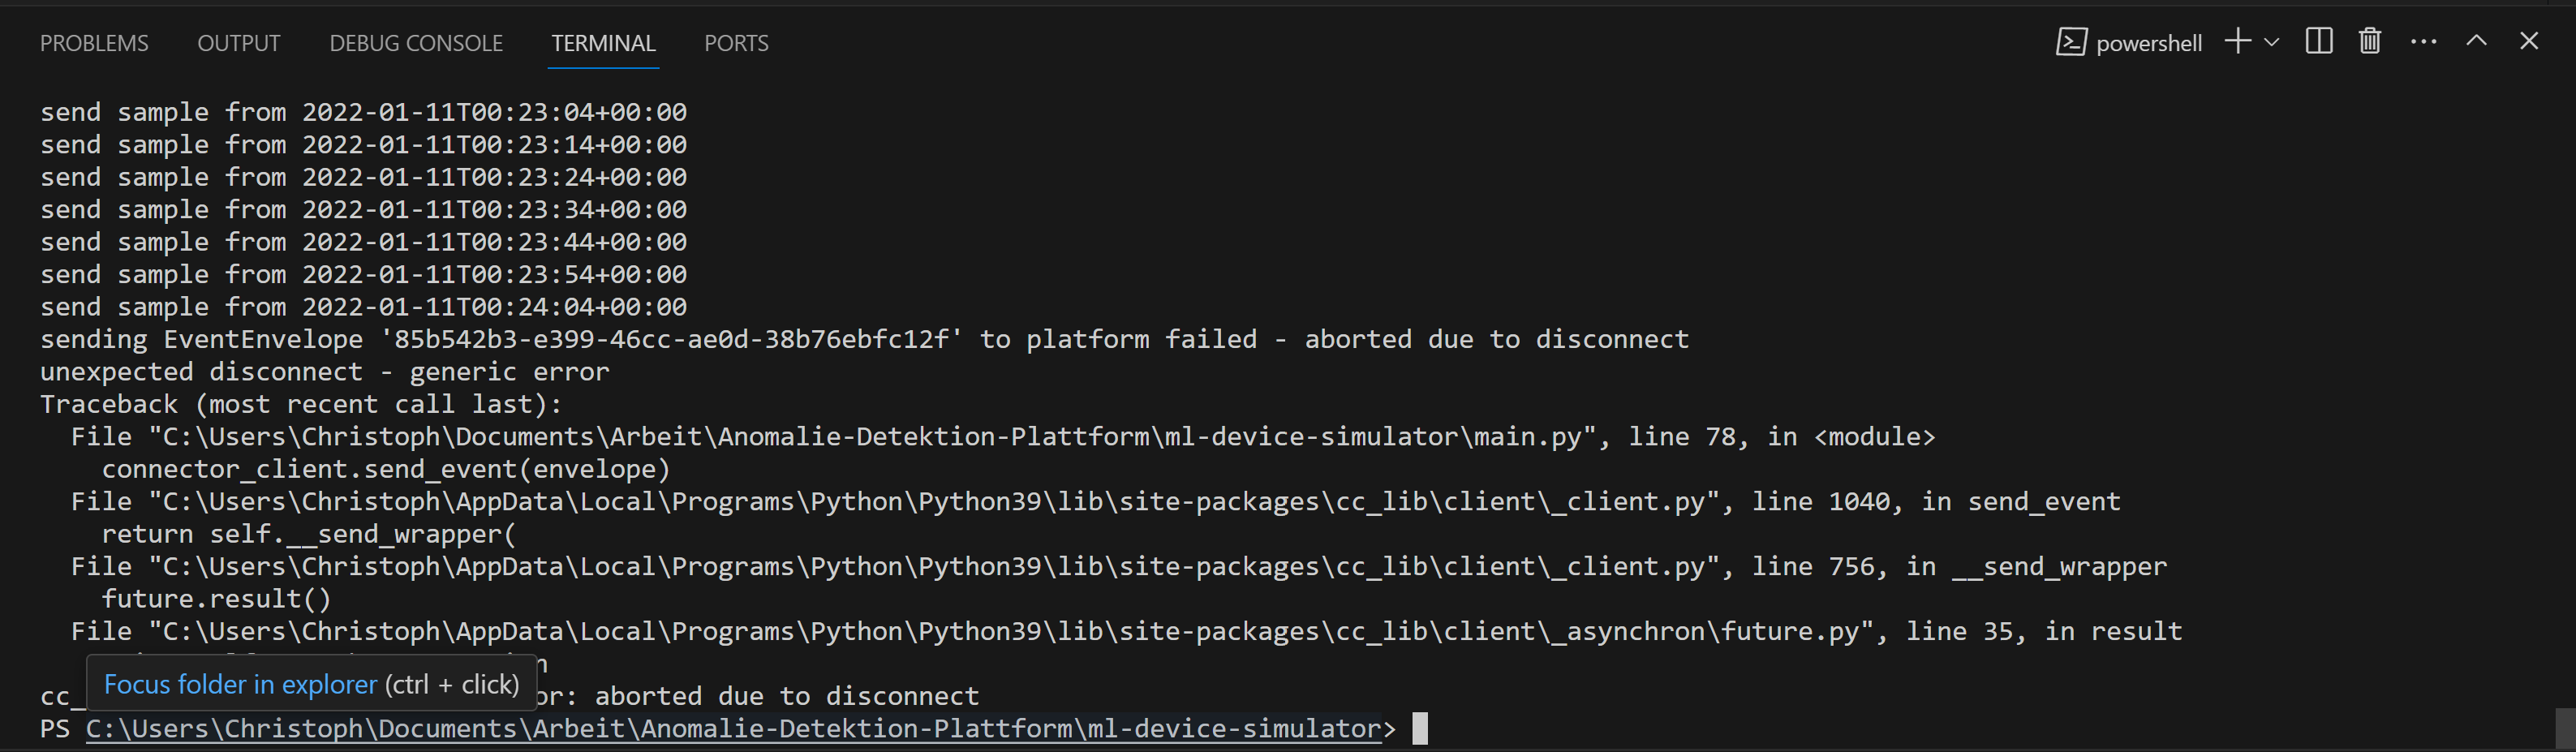 PROBLEMS OUTPUT DEBUG CONSOLE TERMINAL PORTS powershell
send sample from 2022-01-11T00:23:04+00:00
send sample from 2022-01-11T00:23:14+00:00
send sample from 2022-01-11T00:23:24+00:00
send sample from 2022-01-11T00:23:34+00:00
send sample from 2022-01-11T00:23:44+00:00
send sample from 2022-01-11T00:23:54+00:00
send sample from 2022-01-11T00:24:04+00:00
sending EventEnvelope '85b542b3-e399-46cc-ae0d-38b76ebfc12f' to platform failed - aborted due to disconnect
unexpected disconnect - generic error
Traceback (most recent call last):
File "C:\Users\Christoph\Documents\Arbeit\Anomalie-Detektion-Plattform\ml-device-simulator\main.py", line 78, in <module>
connector_client.send_event(envelope)
File "C:\Users\Christoph\AppData\Local\Programs\Python\Python39\lib\site-packages\cc_lib\client\_client.py", line 1040, in send_event
return self.__send_wrapper(
File "C:\Users\Christoph\AppData\Local\Programs\Python\Python39\lib\site-packages\cc_lib\client\_client.py", line 756, in __send_wrapper
future.result()
File "C:\Users\Christoph\AppData\Local\Programs\Python\Python39\lib\site-packages\cc_lib\client\_asynchron\future.py", line 35, in result
Focus folder in explorer (ctrl + click)
cc_ or: aborted due to disconnect
PS C:\Users\Christoph\Documents\Arbeit\Anomalie-Detektion-Plattform\ml-device-simulator>